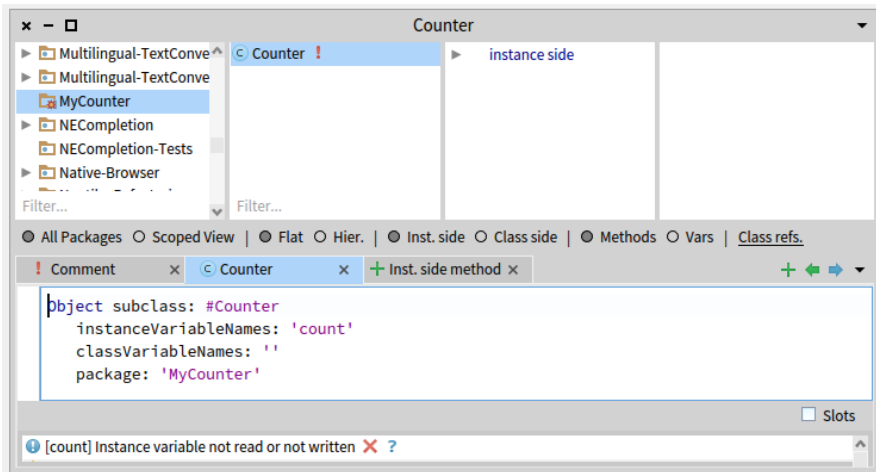 Counter
Multilingual-TextConve
Multilingual-TextConve
MyCounter
NECompletion
NECompletion-Tests
Native-Browser
Filter...
Counter !
Filter...
instance side
All Packages Scoped View | Flat Hier. | Inst. side Class side | Methods Vars | Class refs.
! Comment × C Counter × + Inst. side method ×
Object subclass: #Counter
instanceVariableNames: 'count'
classVariableNames: ''
package: 'MyCounter'
Slots
[count] Instance variable not read or not written ?